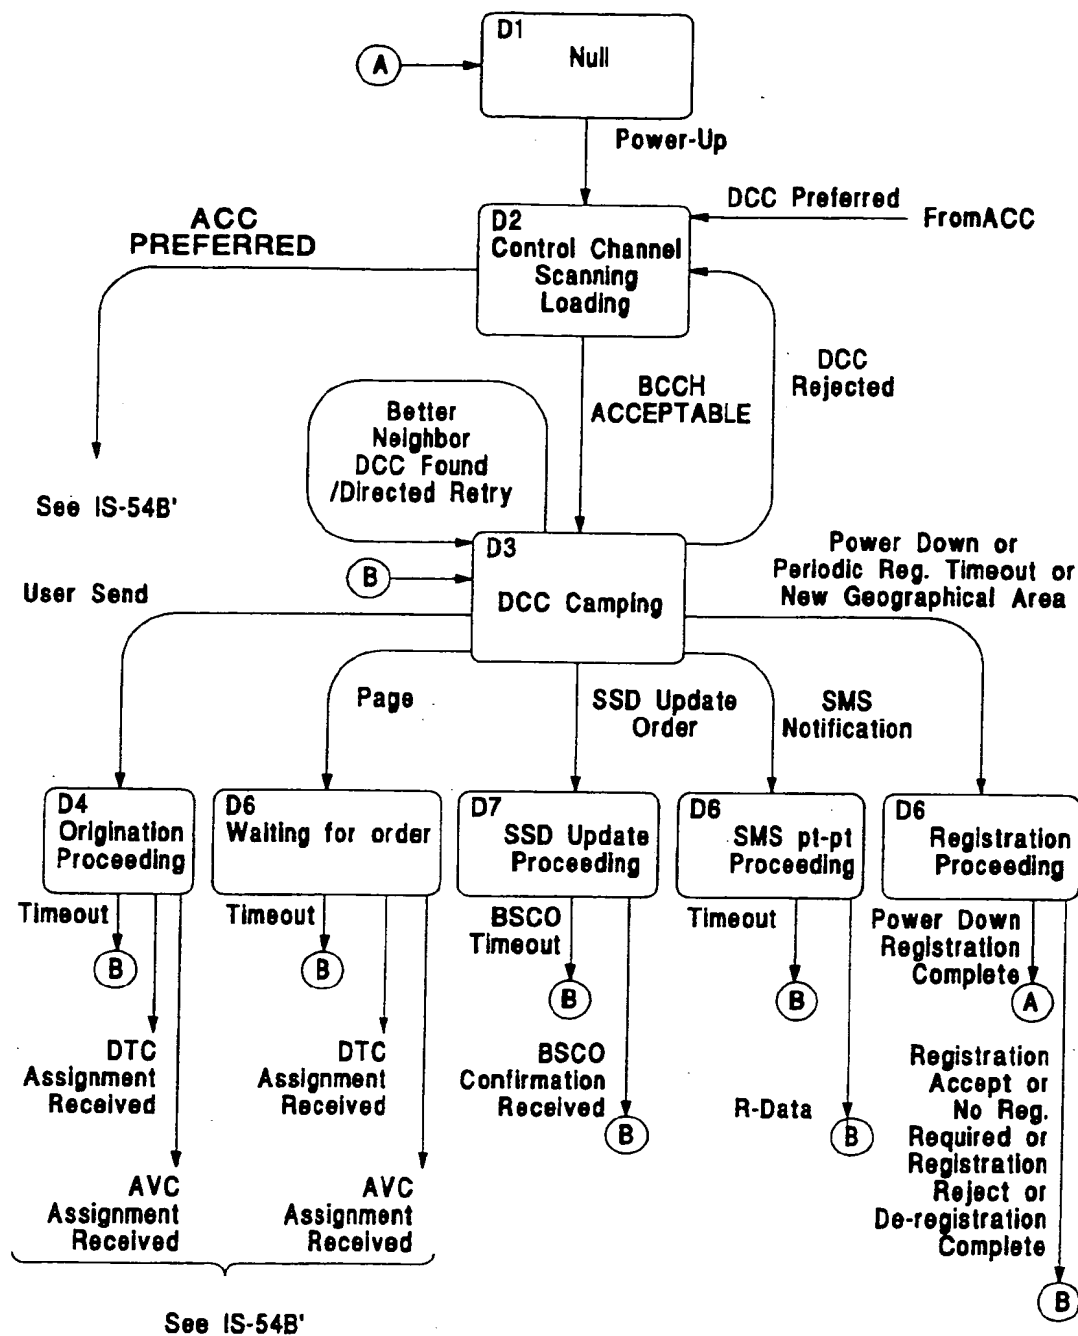 D1
Null
A
Power-Up
DCC Preferred
FromACC
ACC
PREFERRED
D2
Control Channel
Scanning
Loading
DCC
Rejected
BCCH
ACCEPTABLE
Better
Neighbor
DCC Found
/Directed Retry
See IS-54B'
D3
DCC Camping
B
Power Down or
Periodic Reg. Timeout or
New Geographical Area
User Send
Page
SSD Update
Order
SMS
Notification
D4
Origination
Proceeding
D6
Waiting for order
D7
SSD Update
Proceeding
D6
SMS pt-pt
Proceeding
D6
Registration
Proceeding
Timeout
B
Timeout
B
BSCO
Timeout
B
Timeout
B
Power Down
Registration
Complete
A
DTC
Assignment
Received
DTC
Assignment
Received
BSCO
Confirmation
Received
B
R-Data
B
Registration
Accept or
No Reg.
Required or
Registration
Reject or
De-registration
Complete
B
AVC
Assignment
Received
AVC
Assignment
Received
See IS-54B'